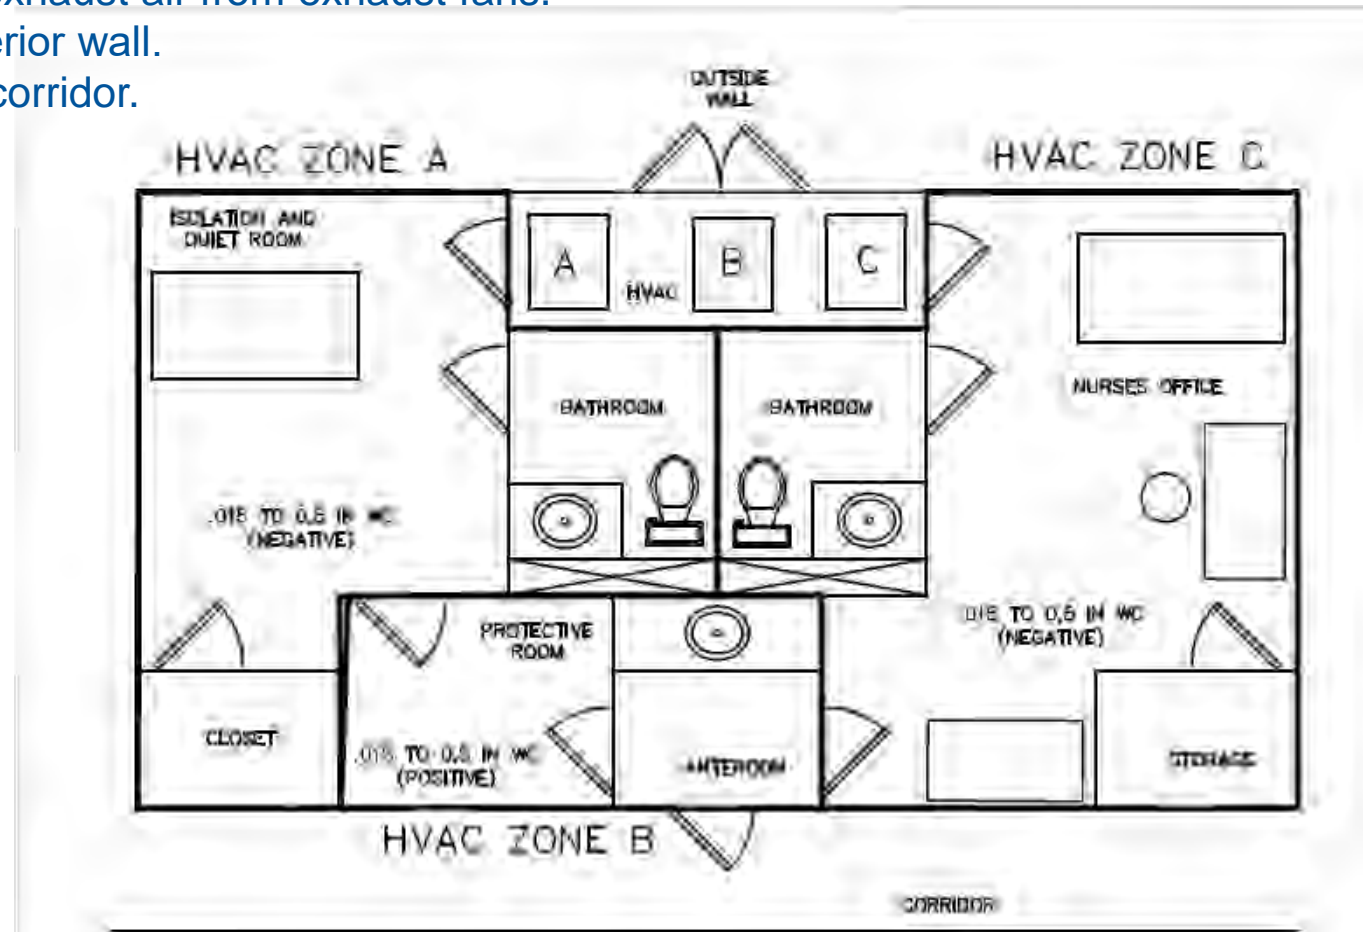 exhaust air from exhaust fans.
erior wall.
corridor.
OUTSIDE
WALL
HVAC ZONE A
HVAC ZONE C
ISOLATION AND
QUIET ROOM
A
B
C
HVAC
NURSES OFFICE
BATHROOM
BATHROOM
.015 TO 0.5 IN WC
(NEGATIVE)
PROTECTIVE
ROOM
.015 TO 0.5 IN WC
(NEGATIVE)
CLOSET
.015 TO 0.5 IN WC
(POSITIVE)
ANTEROOM
STORAGE
HVAC ZONE B
CORRIDOR